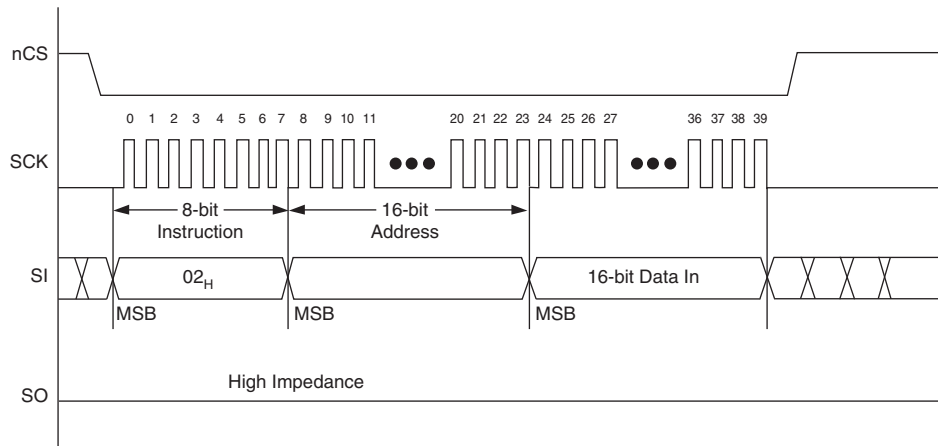 nCS
0 1 2 3 4 5 6 7 8 9 10 11 20 21 22 23 24 25 26 27 36 37 38 39
SCK
8-bit
Instruction
16-bit
Address
SI
02H
16-bit Data In
MSB
MSB
MSB
High Impedance
SO